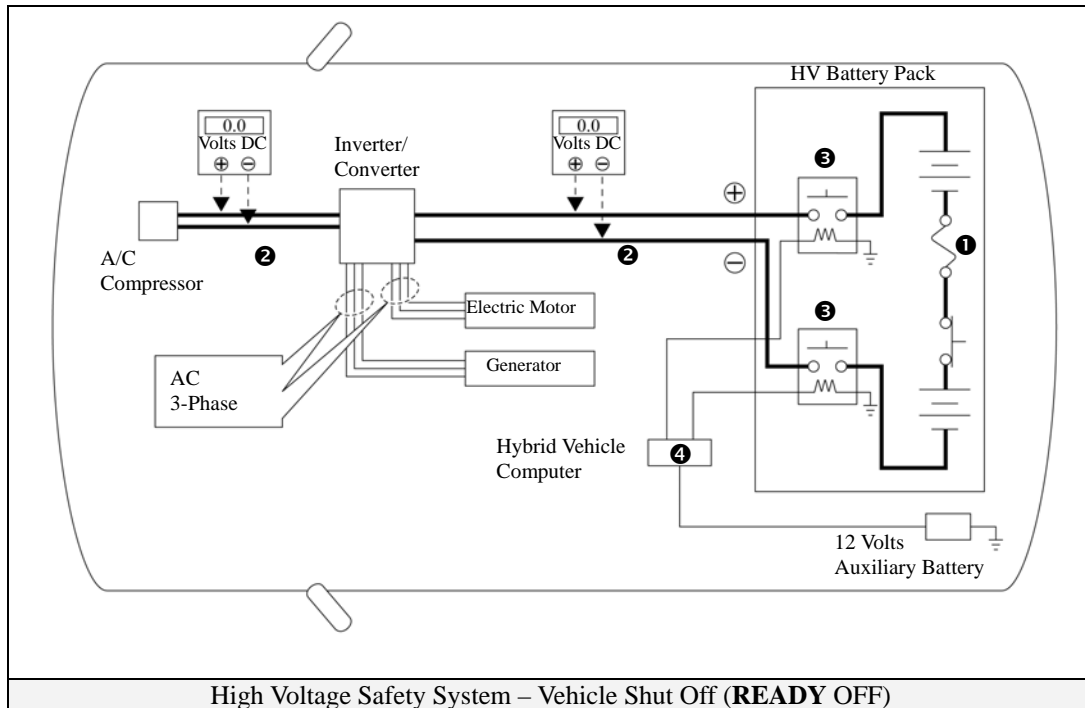 HV Battery Pack
0.0
Volts DC
⊕ ⊖
Inverter/
Converter
0.0
Volts DC
⊕ ⊖
❸
⊕
❶
A/C
Compressor
❷
❷
⊖
Electric Motor
❸
AC
3-Phase
Generator
Hybrid Vehicle
Computer
❹
12 Volts
Auxiliary Battery
High Voltage Safety System – Vehicle Shut Off (READY OFF)